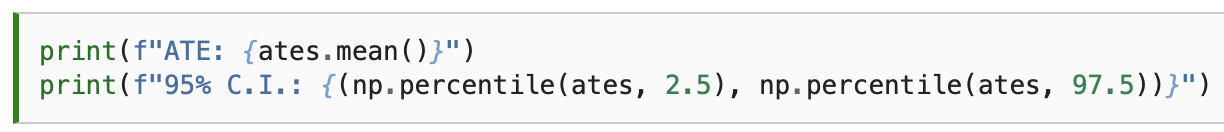 print(f"ATE: {ates.mean()}")
print(f"95% C.I.: {(np.percentile(ates, 2.5), np.percentile(ates, 97.5))}")